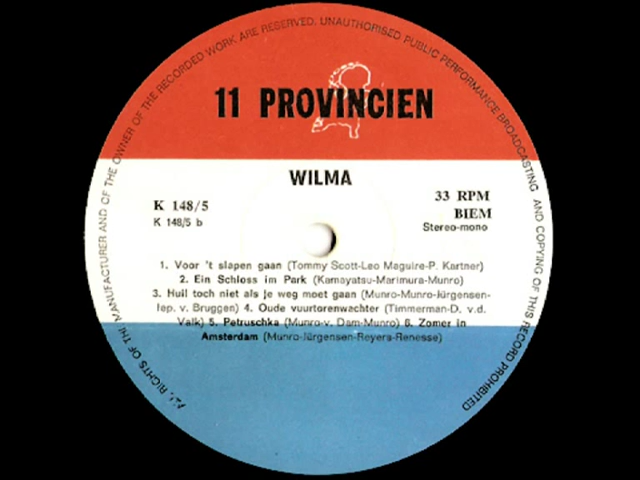 ALL RIGHTS OF THE MANUFACTURER AND OF THE OWNER OF THE RECORDED WORK ARE RESERVED. UNAUTHORISED PUBLIC PERFORMANCE BROADCASTING AND COPYING OF THIS RECORD PROHIBITED
11 PROVINCIEN
WILMA
K 148/5
33 RPM
K 148/5 b
BIEM
Stereo-mono
1. Voor 't slapen gaan (Tommy Scott-Leo Maguire-P. Kartner)
2. Ein Schloss im Park (Kamayatsu-Marimura-Munro)
3. Huil toch niet als je weg moet gaan (Munro-Munro-Jürgensen-
lep. v. Bruggen) 4. Oude vuurtorenwachter (Timmerman-D. v.d.
Valk) 5. Petruschka (Munro-v. Dam-Munro) 6. Zomer in
Amsterdam (Munro-Jürgensen-Reyers-Renesse)